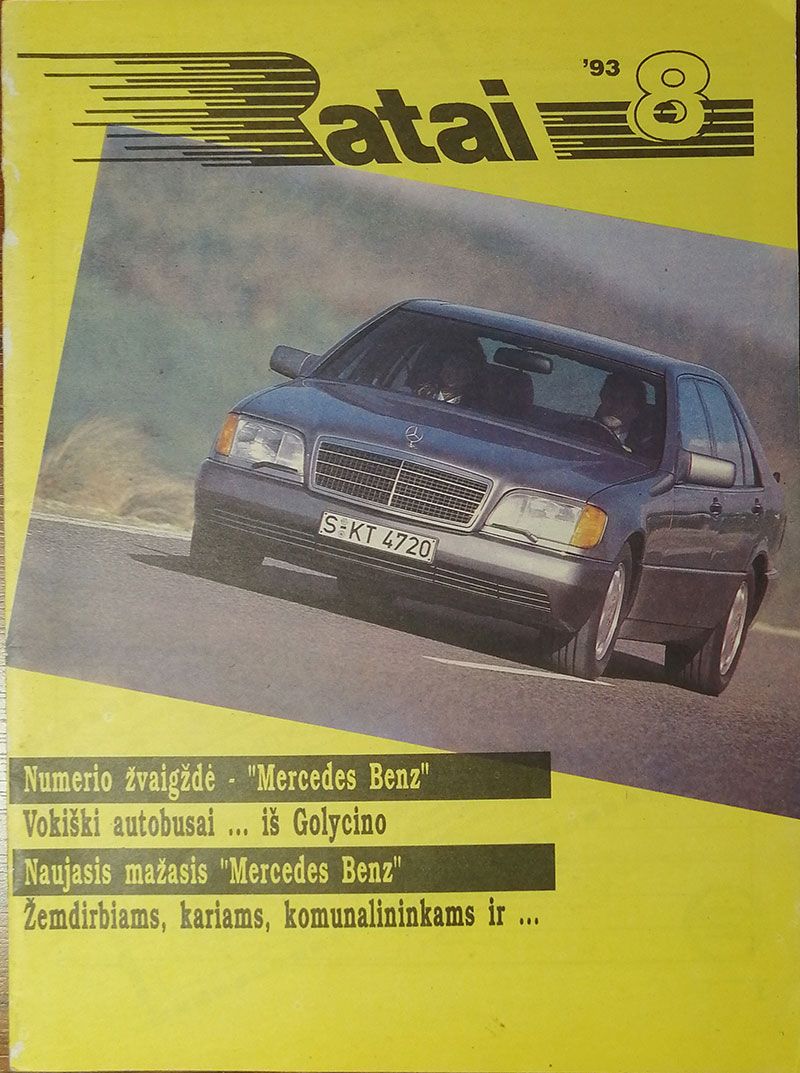 Ratai '93 8
S-KT 4720
Numerio žvaigždė - "Mercedes Benz"
Vokiški autobusai ... iš Golycino
Naujasis mažasis "Mercedes Benz"
Žemdirbiams, kariams, komunalininkams ir ...